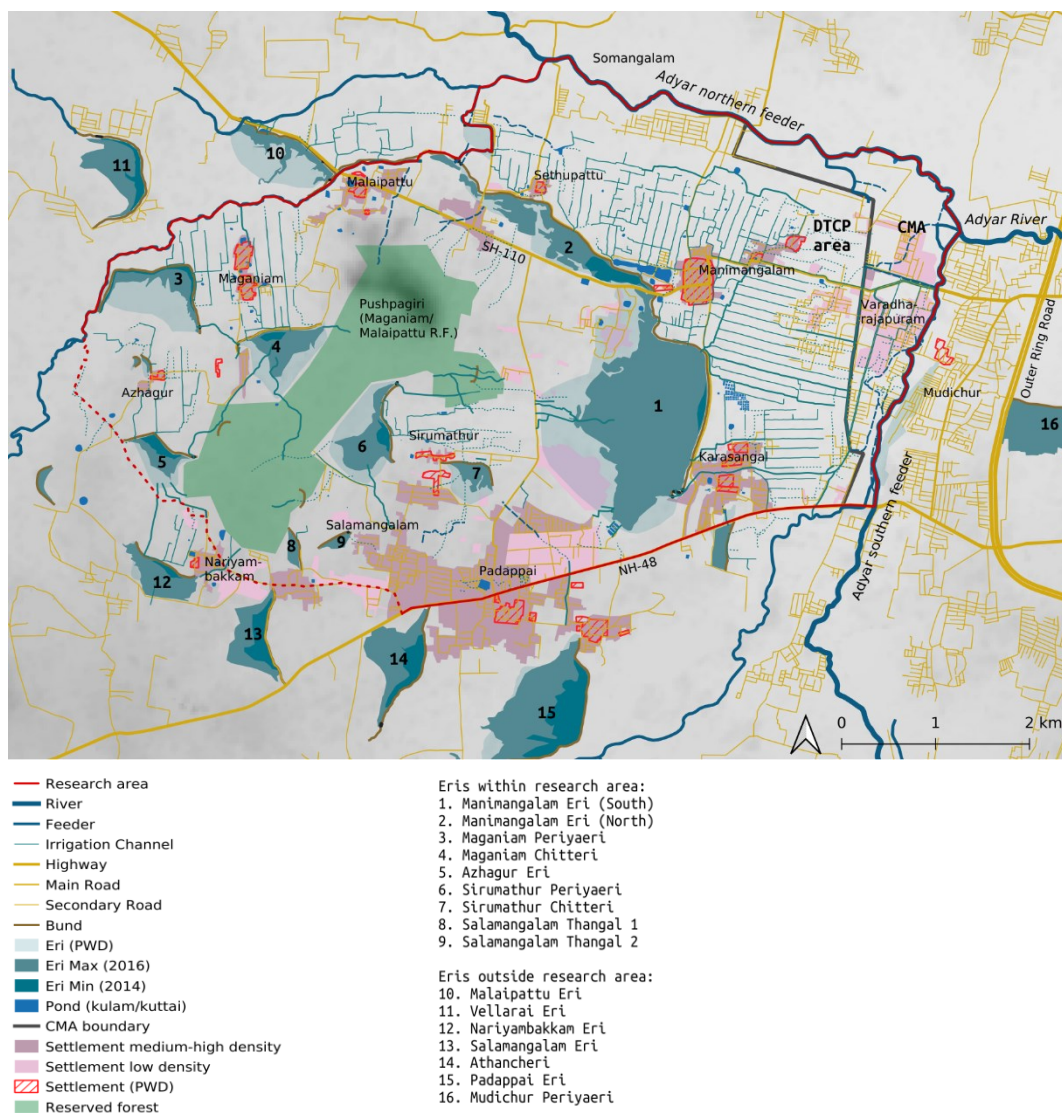 Somangalam
Adyar northern feeder
11
10
Malaipattu
Sethupattu
SH-110
2
DTCP
area
CMA
Adyar River
3
Maganiam
Manimangalam
Pushpagiri
(Maganiam/
Malaipattu R.F.)
Varadha-
rajapuram
Outer Ring Road
4
Azhagur
Mudichur
1
16
5
6
Sirumathur
7
Karasangal
Salamangalam
8
9
Nariyam-
bakkam
Padappai
NH-48
Adyar southern feeder
12
13
14
15
0 1 2 km
Research area
River
Feeder
Irrigation Channel
Highway
Main Road
Secondary Road
Bund
Eri (PWD)
Eri Max (2016)
Eri Min (2014)
Pond (kulam/kuttai)
CMA boundary
Settlement medium-high density
Settlement low density
Settlement (PWD)
Reserved forest
Eris within research area:
1. Manimangalam Eri (South)
2. Manimangalam Eri (North)
3. Maganiam Periyaeri
4. Maganiam Chitteri
5. Azhagur Eri
6. Sirumathur Periyaeri
7. Sirumathur Chitteri
8. Salamangalam Thangal 1
9. Salamangalam Thangal 2
Eris outside research area:
10. Malaipattu Eri
11. Vellarai Eri
12. Nariyambakkam Eri
13. Salamangalam Eri
14. Athancheri
15. Padappai Eri
16. Mudichur Periyaeri